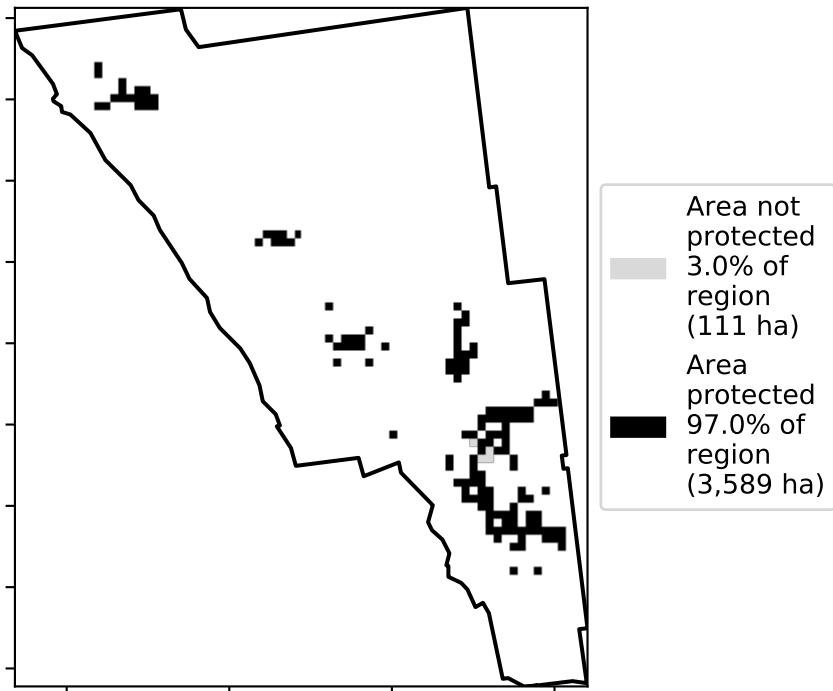 Area not
protected
3.0% of
region
(111 ha)
Area
protected
97.0% of
region
(3,589 ha)